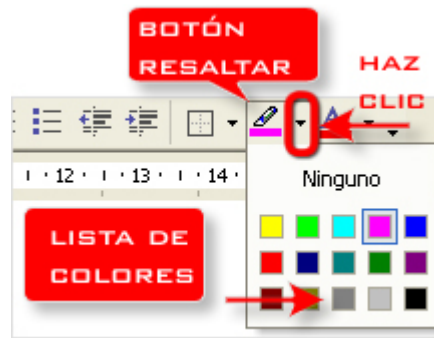 BOTÓN
RESALTAR
HAZ
CLIC
A
12 · 13 · 14
Ninguno
LISTA DE
COLORES